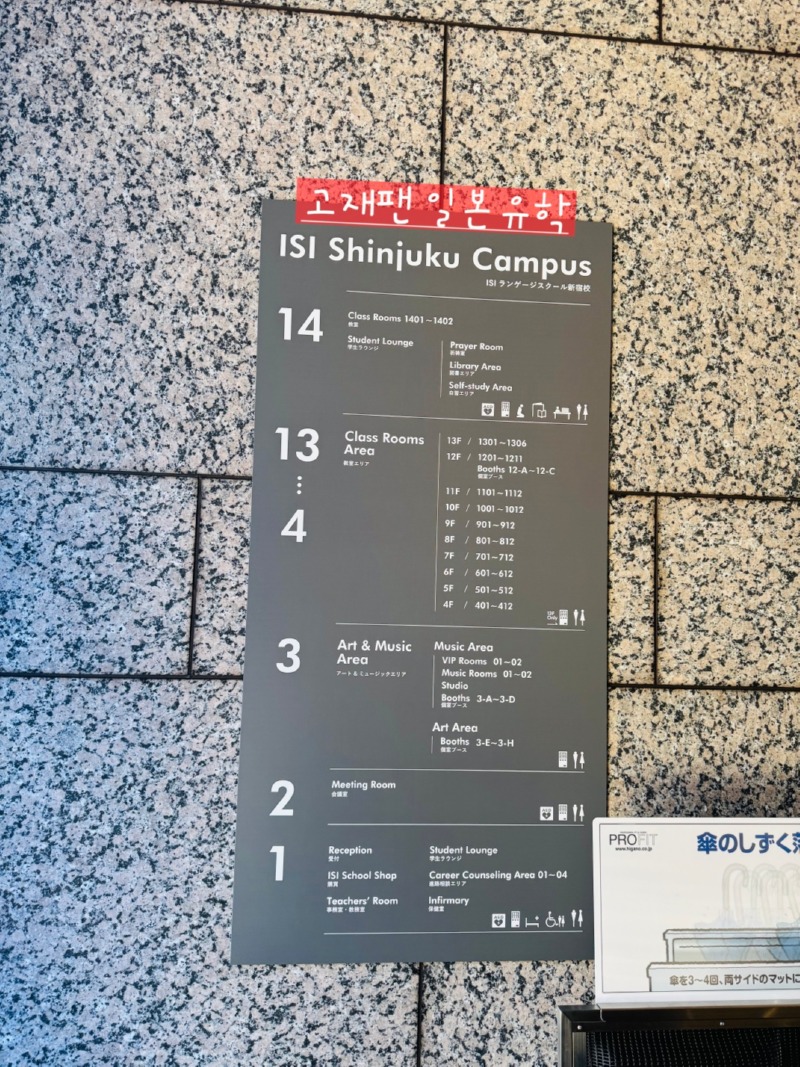 고재팬 일본 유학
ISI Shinjuku Campus
ISI ランゲージスクール新宿校
14
Class Rooms 1401~1402
教室
Student Lounge
学生ラウンジ
Prayer Room
祈祷室
Library Area
図書エリア
Self-study Area
自習エリア
13
4
Class Rooms
Area
教室エリア
13F / 1301~1306
12F / 1201~1211
Booths 12-A~12-C
個室ブース
11F / 1101~1112
10F / 1001~1012
9F / 901~912
8F / 801~812
7F / 701~712
6F / 601~612
5F / 501~512
4F / 401~412
12F
Only
3
Art & Music
Area
アート&ミュージックエリア
Music Area
VIP Rooms 01~02
Music Rooms 01~02
Studio
Booths 3-A~3-D
個室ブース
Art Area
Booths 3-E~3-H
個室ブース
2
Meeting Room
会議室
1
Reception
受付
ISI School Shop
購買
Teachers' Room
事務室・教務室
Student Lounge
学生ラウンジ
Career Counseling Area 01~04
進路相談エリア
Infirmary
保健室
PROFIT
www.higano.co.jp
傘のしずく
傘を3~4回、両サイドのマットに